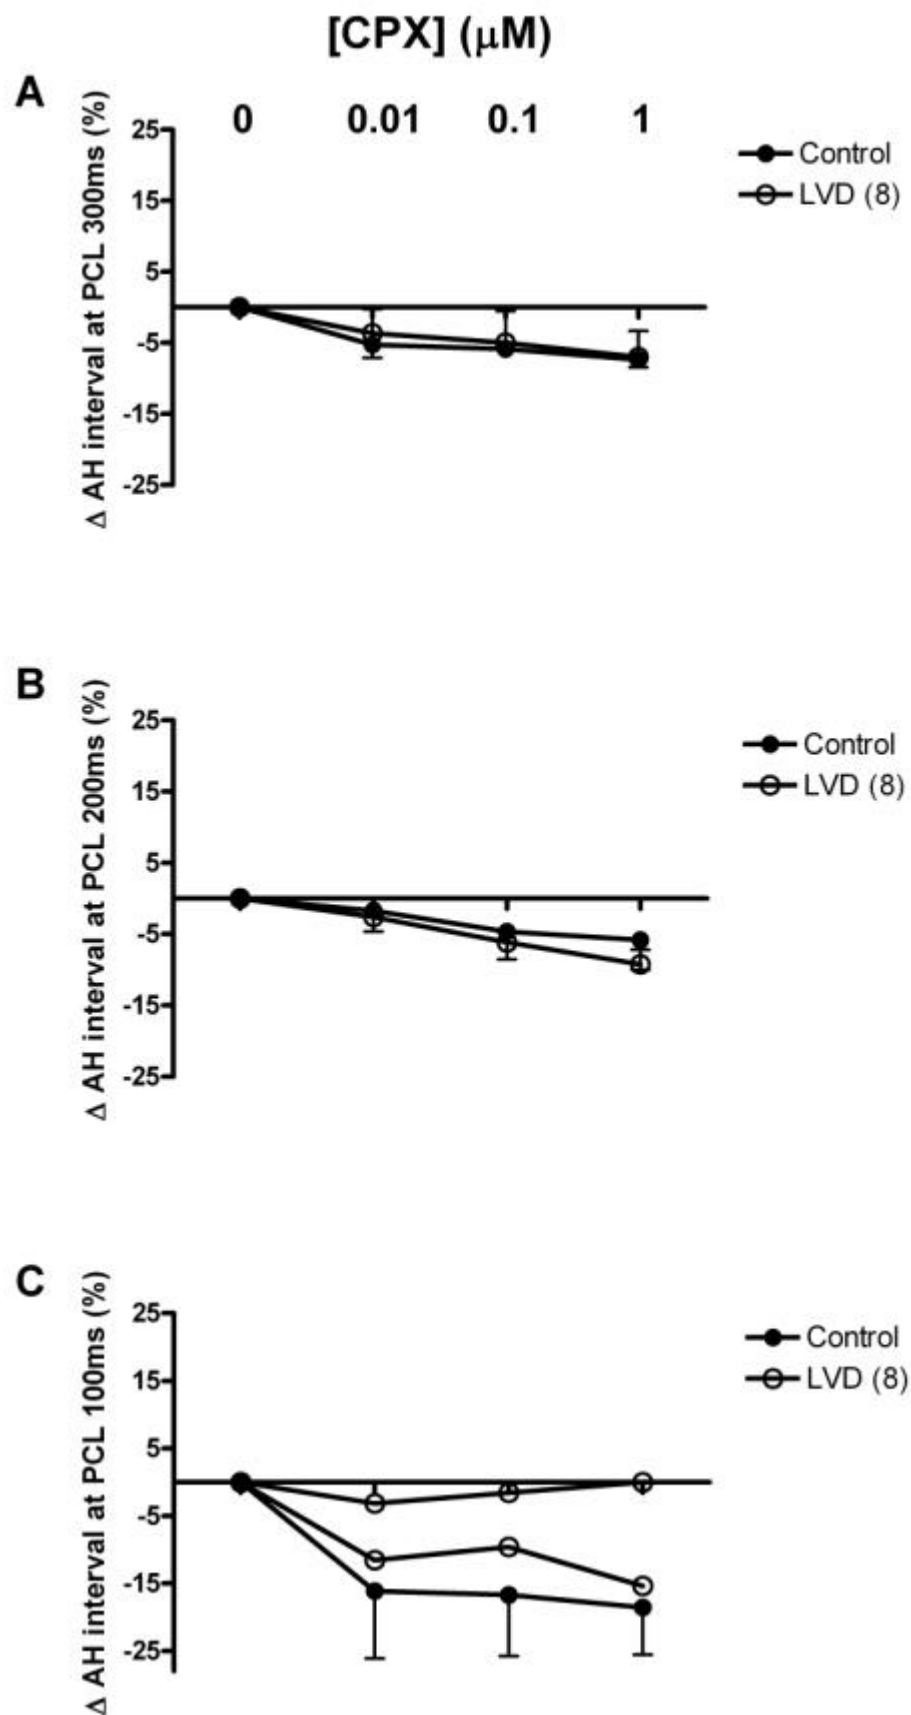 [CPX] (μM)
A
0 0.01 0.1 1
Δ AH interval at PCL 300ms (%)
25
15
5
-5
-15
-25
Control
LVD (8)
B
Δ AH interval at PCL 200ms (%)
25
15
5
-5
-15
-25
Control
LVD (8)
C
Δ AH interval at PCL 100ms (%)
25
15
5
-5
-15
-25
Control
LVD (8)